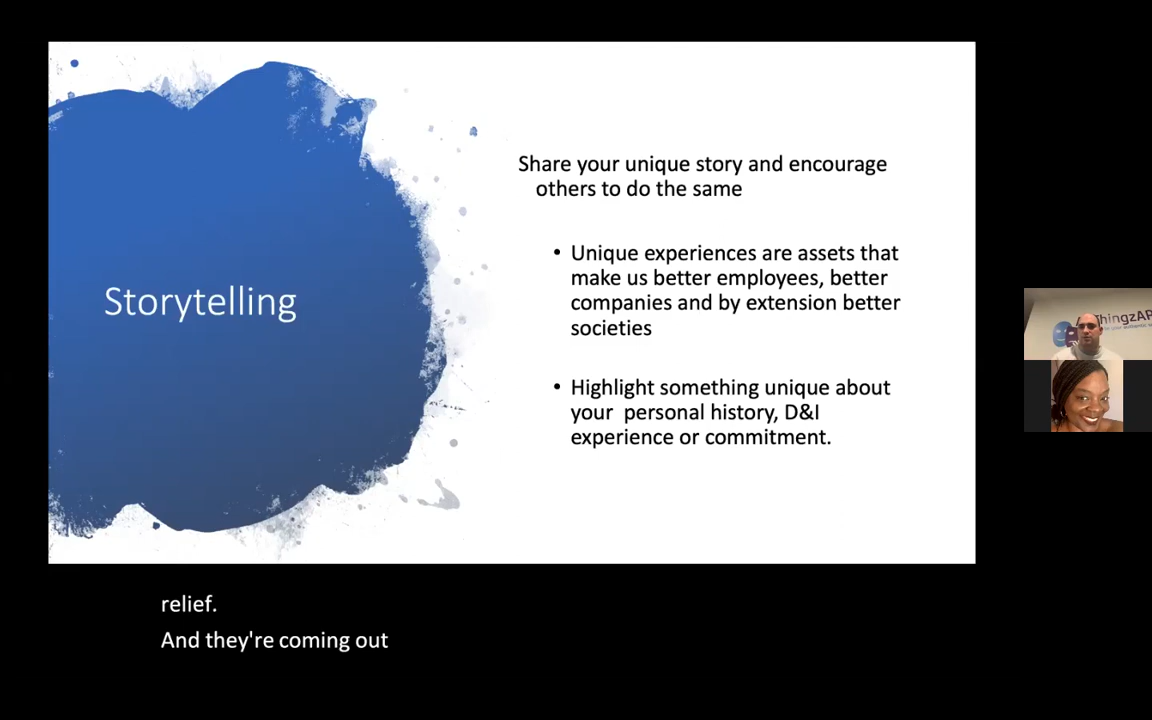 Storytelling
Share your unique story and encourage
others to do the same
• Unique experiences are assets that
make us better employees, better
companies and by extension better
societies
• Highlight something unique about
your  personal history, D&I
experience or commitment.
relief.
And they're coming out